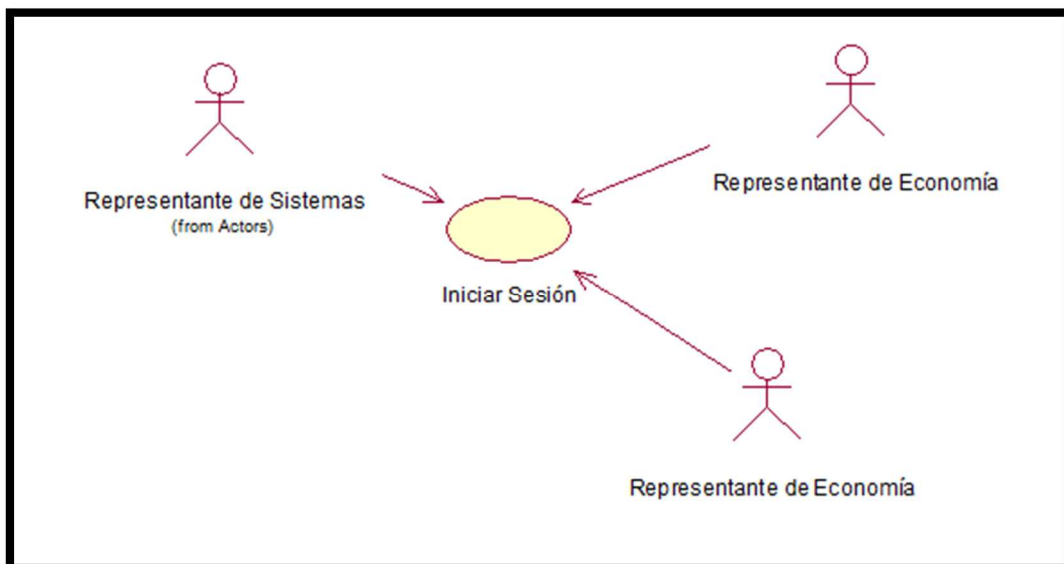 Representante de Sistemas
(from Actors)
Representante de Economía
Iniciar Sesión
Representante de Economía